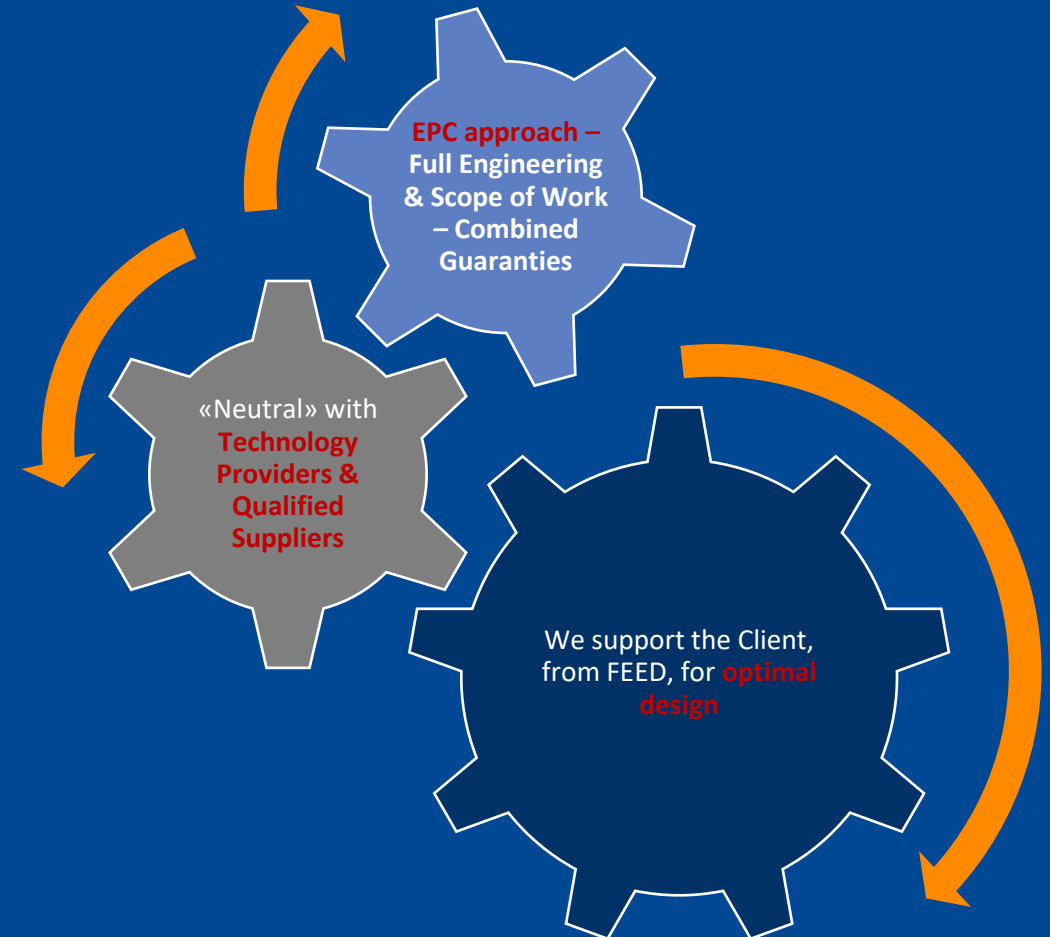 EPC approach –
Full Engineering
& Scope of Work
– Combined
Guaranties
«Neutral» with
Technology
Providers &
Qualified
Suppliers
We support the Client,
from FEED, for optimal
design